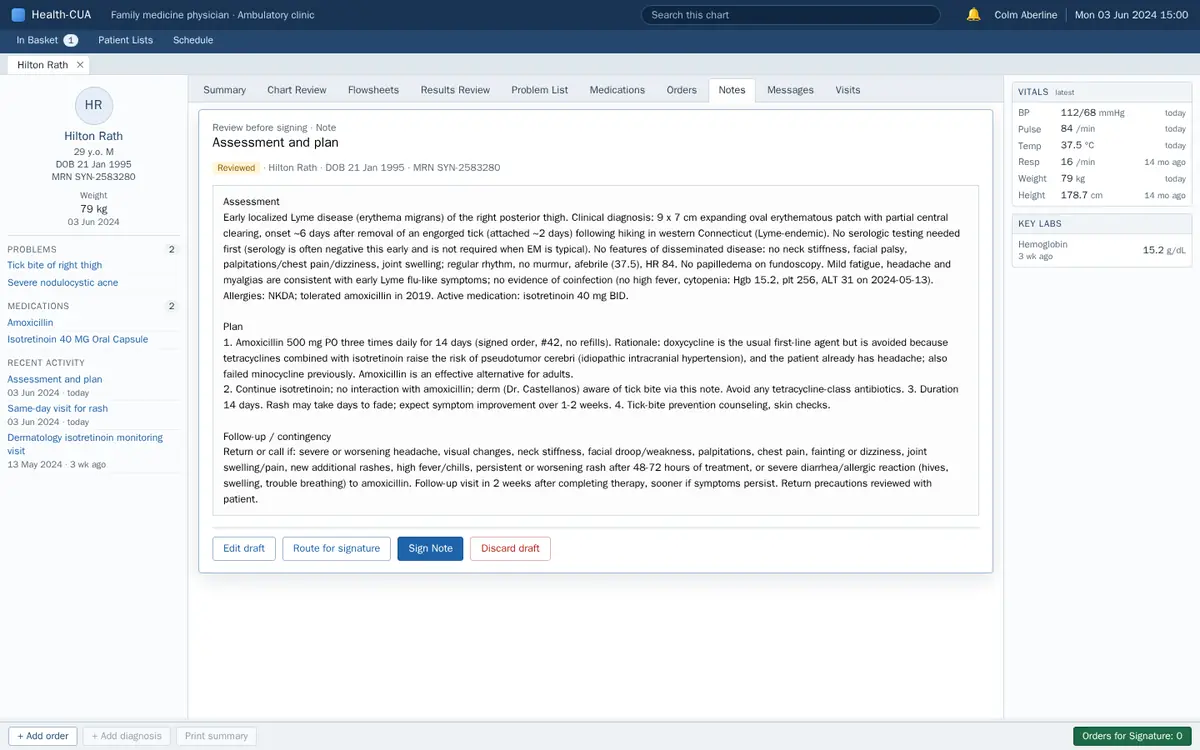 Health-CUA
Family medicine physician · Ambulatory clinic
Search this chart
Colm Aberline
Mon 03 Jun 2024 15:00
In Basket 1
Patient Lists
Schedule
Hilton Rath ×
HR
Hilton Rath
29 y.o. M
DOB 21 Jan 1995
MRN SYN-2583280
Weight
79 kg
03 Jun 2024
PROBLEMS 2
Tick bite of right thigh
Severe nodulocystic acne
MEDICATIONS 2
Amoxicillin
Isotretinoin 40 MG Oral Capsule
RECENT ACTIVITY
Assessment and plan
03 Jun 2024 · today
Same-day visit for rash
03 Jun 2024 · today
Dermatology isotretinoin monitoring
visit
13 May 2024 · 3 wk ago
Summary
Chart Review
Flowsheets
Results Review
Problem List
Medications
Orders
Notes
Messages
Visits
Review before signing · Note
Assessment and plan
Reviewed · Hilton Rath · DOB 21 Jan 1995 · MRN SYN-2583280
Assessment
Early localized Lyme disease (erythema migrans) of the right posterior thigh. Clinical diagnosis: 9 x 7 cm expanding oval erythematous patch with partial central
clearing, onset ~6 days after removal of an engorged tick (attached ~2 days) following hiking in western Connecticut (Lyme-endemic). No serologic testing needed
first (serology is often negative this early and is not required when EM is typical). No features of disseminated disease: no neck stiffness, facial palsy,
palpitations/chest pain/dizziness, joint swelling; regular rhythm, no murmur, afebrile (37.5), HR 84. No papilledema on fundoscopy. Mild fatigue, headache and
myalgias are consistent with early Lyme flu-like symptoms; no evidence of coinfection (no high fever, cytopenia: Hgb 15.2, plt 256, ALT 31 on 2024-05-13).
Allergies: NKDA; tolerated amoxicillin in 2019. Active medication: isotretinoin 40 mg BID.
Plan
1. Amoxicillin 500 mg PO three times daily for 14 days (signed order, #42, no refills). Rationale: doxycycline is the usual first-line agent but is avoided because
tetracyclines combined with isotretinoin raise the risk of pseudotumor cerebri (idiopathic intracranial hypertension), and the patient already has headache; also
failed minocycline previously. Amoxicillin is an effective alternative for adults.
2. Continue isotretinoin; no interaction with amoxicillin; derm (Dr. Castellanos) aware of tick bite via this note. Avoid any tetracycline-class antibiotics. 3. Duration
14 days. Rash may take days to fade; expect symptom improvement over 1-2 weeks. 4. Tick-bite prevention counseling, skin checks.
Follow-up / contingency
Return or call if: severe or worsening headache, visual changes, neck stiffness, facial droop/weakness, palpitations, chest pain, fainting or dizziness, joint
swelling/pain, new additional rashes, high fever/chills, persistent or worsening rash after 48-72 hours of treatment, or severe diarrhea/allergic reaction (hives,
swelling, trouble breathing) to amoxicillin. Follow-up visit in 2 weeks after completing therapy, sooner if symptoms persist. Return precautions reviewed with
patient.
Edit draft
Route for signature
Sign Note
Discard draft
VITALS latest
BP 112/68 mmHg today
Pulse 84 /min today
Temp 37.5 °C today
Resp 16 /min 14 mo ago
Weight 79 kg today
Height 178.7 cm 14 mo ago
KEY LABS
Hemoglobin
3 wk ago
15.2 g/dL
+ Add order
+ Add diagnosis
Print summary
Orders for Signature: 0